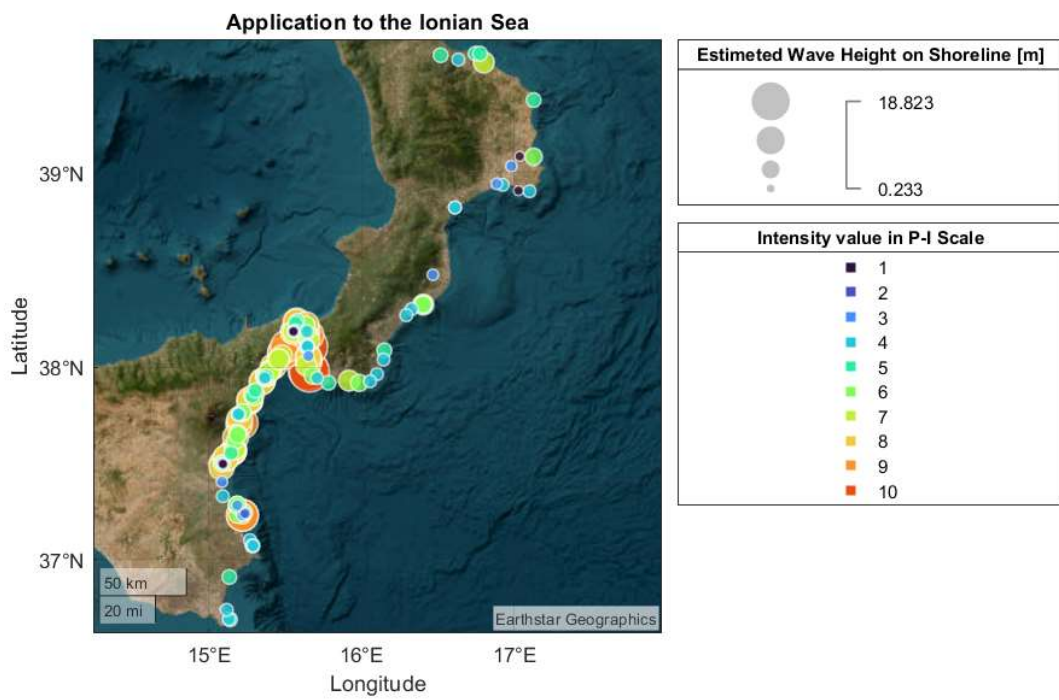 Application to the Ionian Sea
39°N
38°N
37°N
Latitude
50 km
20 mi
Earthstar Geographics
15°E
16°E
17°E
Longitude
Estimeted Wave Height on Shoreline [m]
18.823
0.233
Intensity value in P-I Scale
1
2
3
4
5
6
7
8
9
10